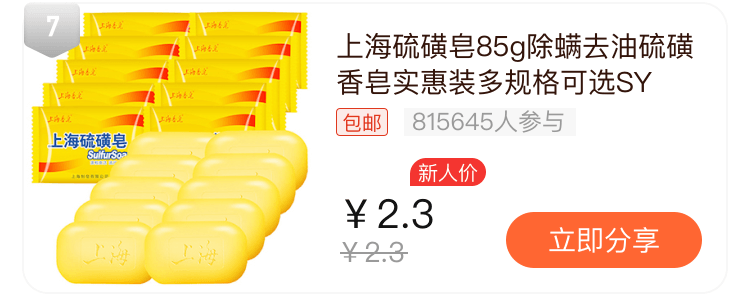 7
上海硫磺皂85g除螨去油硫磺
香皂实惠装多规格可选SY
包邮 815645人参与
新人价
¥2.3
¥2.3
立即分享
上海硫磺皂
SulfurSoap
上海
上海